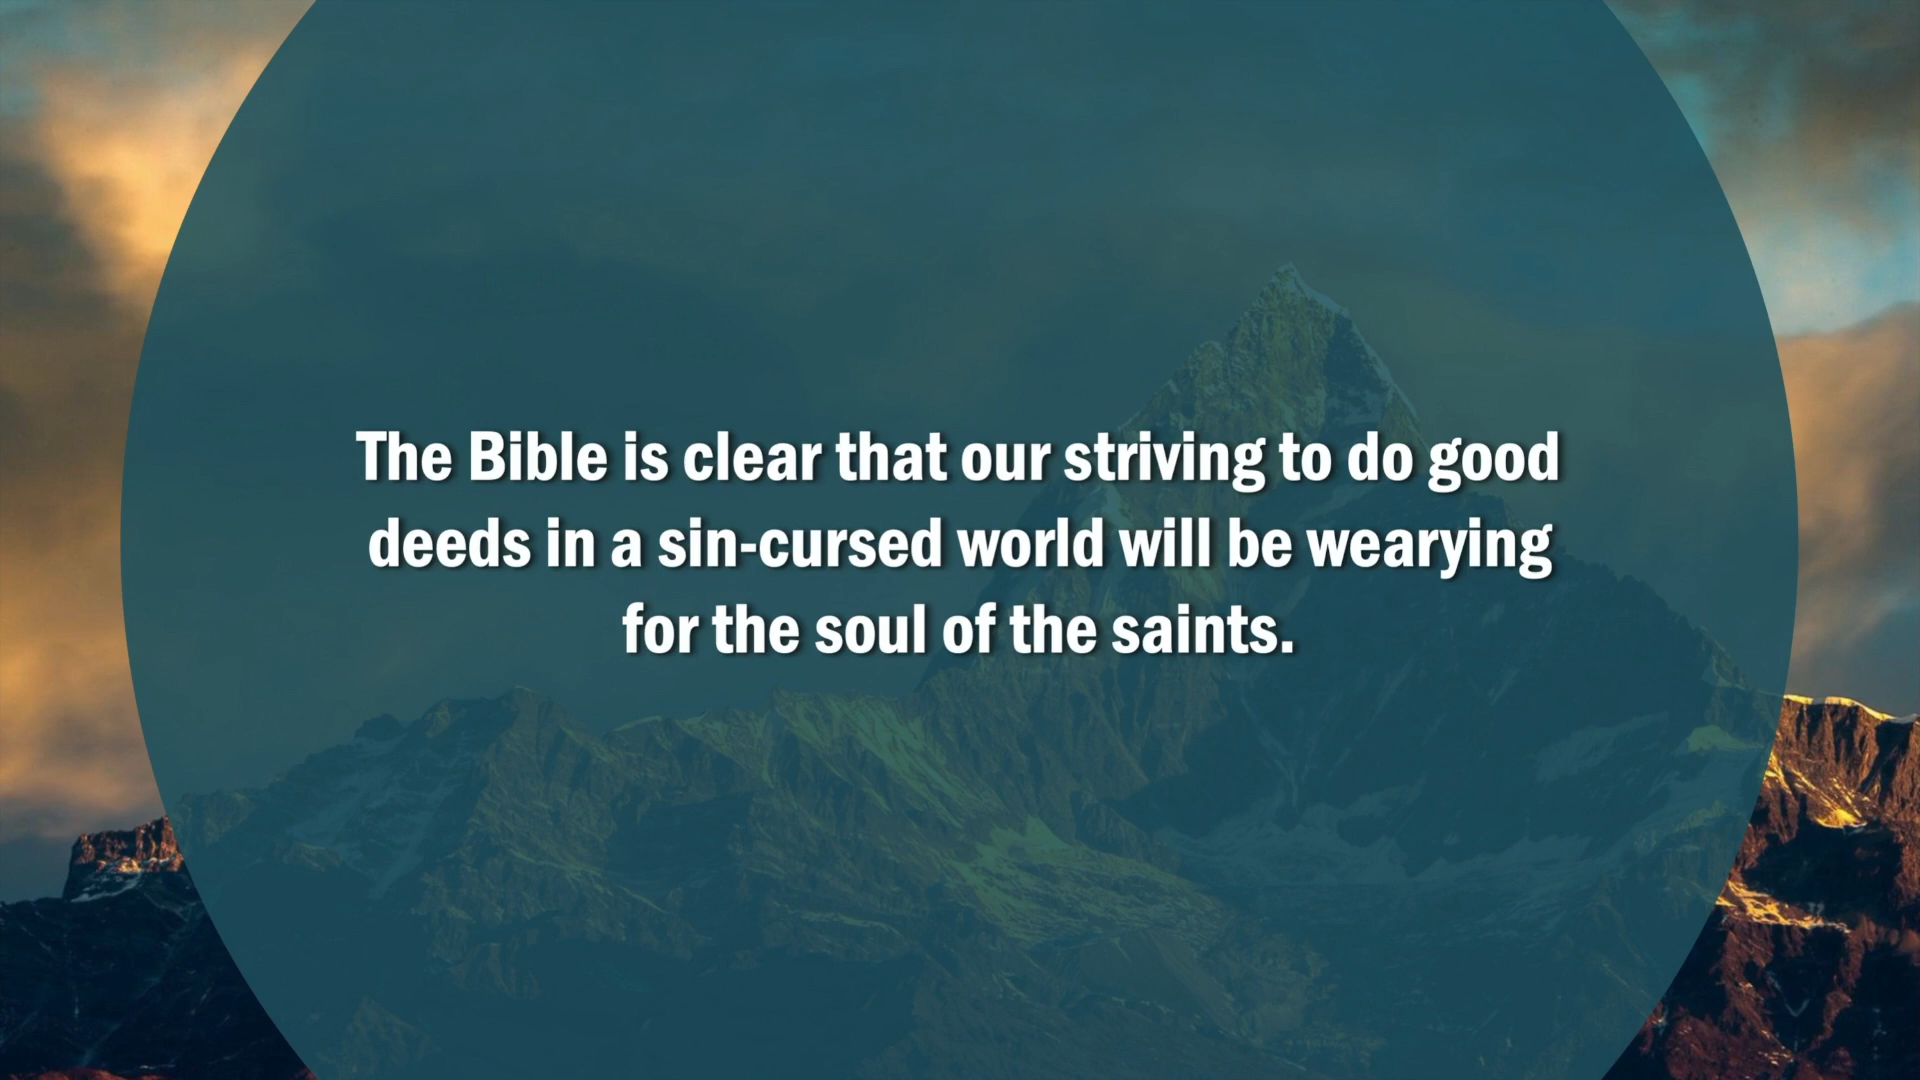 The Bible is clear that our striving to do good
deeds in a sin-cursed world will be wearying
for the soul of the saints.